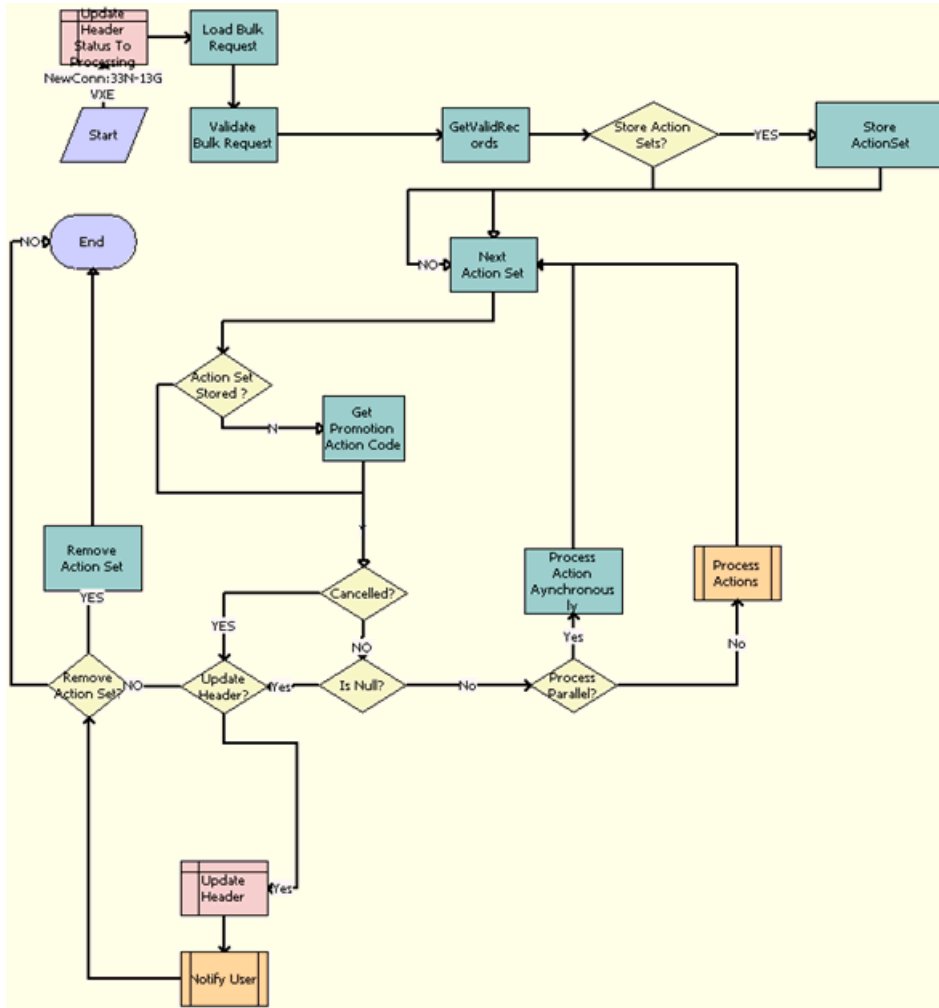 Update
Header
Status To
Processing
Load Bulk
Request
NewConn:33N-13G
VXE
Start
Validate
Bulk Request
GetValidRec
ords
Store Action
Sets?
YES
Store
ActionSet
NO
End
NO
Next
Action Set
Action Set
Stored ?
N
Get
Promotion
Action Code
Y
Remove
Action Set
YES
Cancelled?
YES
NO
Process
Action
Aynchronous
ly
Process
Actions
Yes
No
Remove
Action Set?
NO
Update
Header?
Yes
Is Null?
No
Process
Parallel?
Update
Header
Yes
Notify User